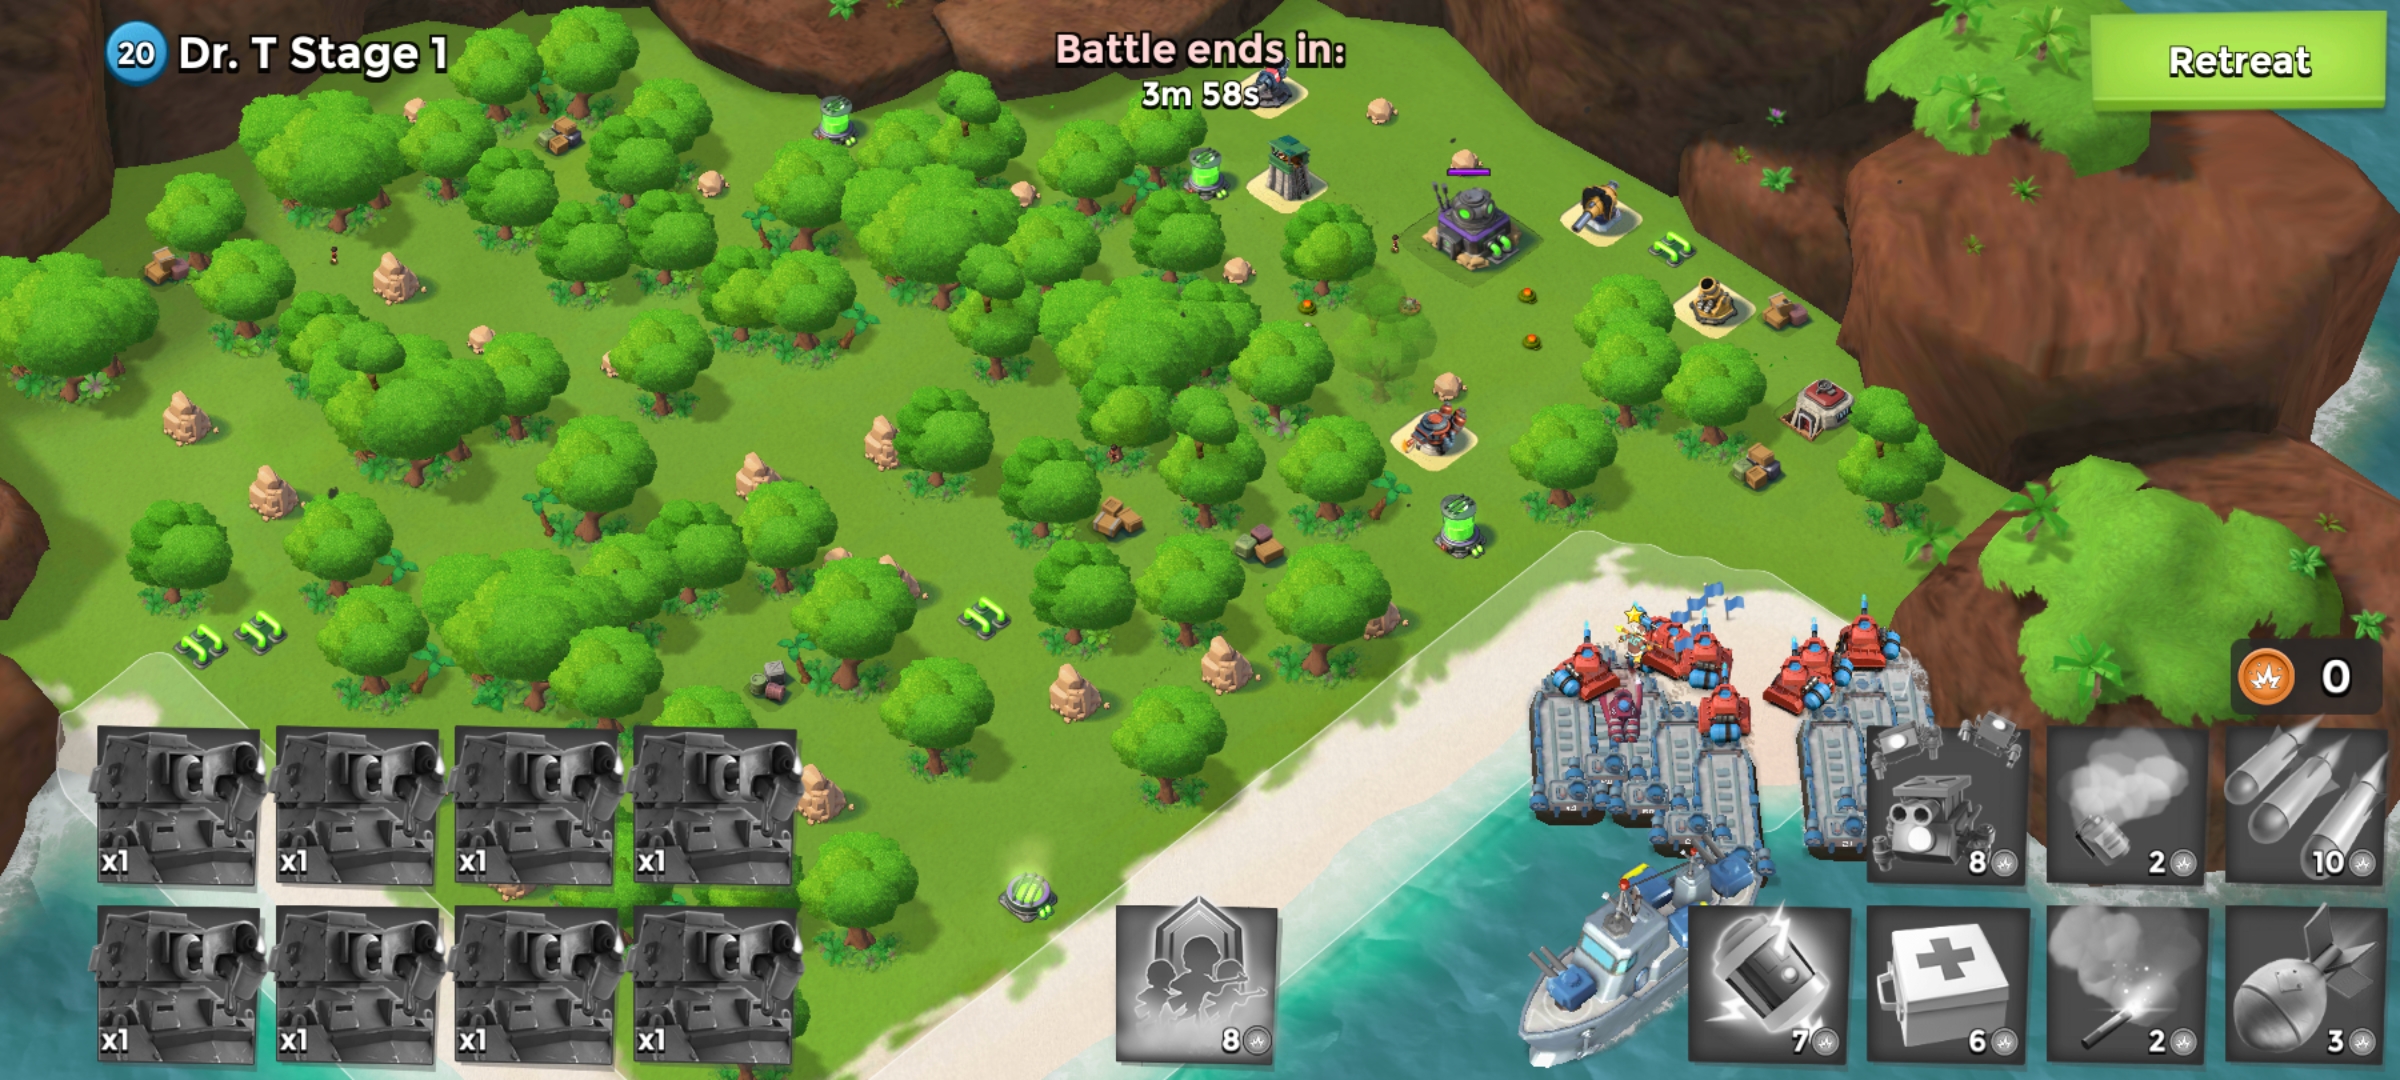 20 Dr. T Stage 1
Battle ends in:
3m 58s
Retreat
0
x1 x1 x1 x1
8 2 10
x1 x1 x1 x1
8 7 6 2 3